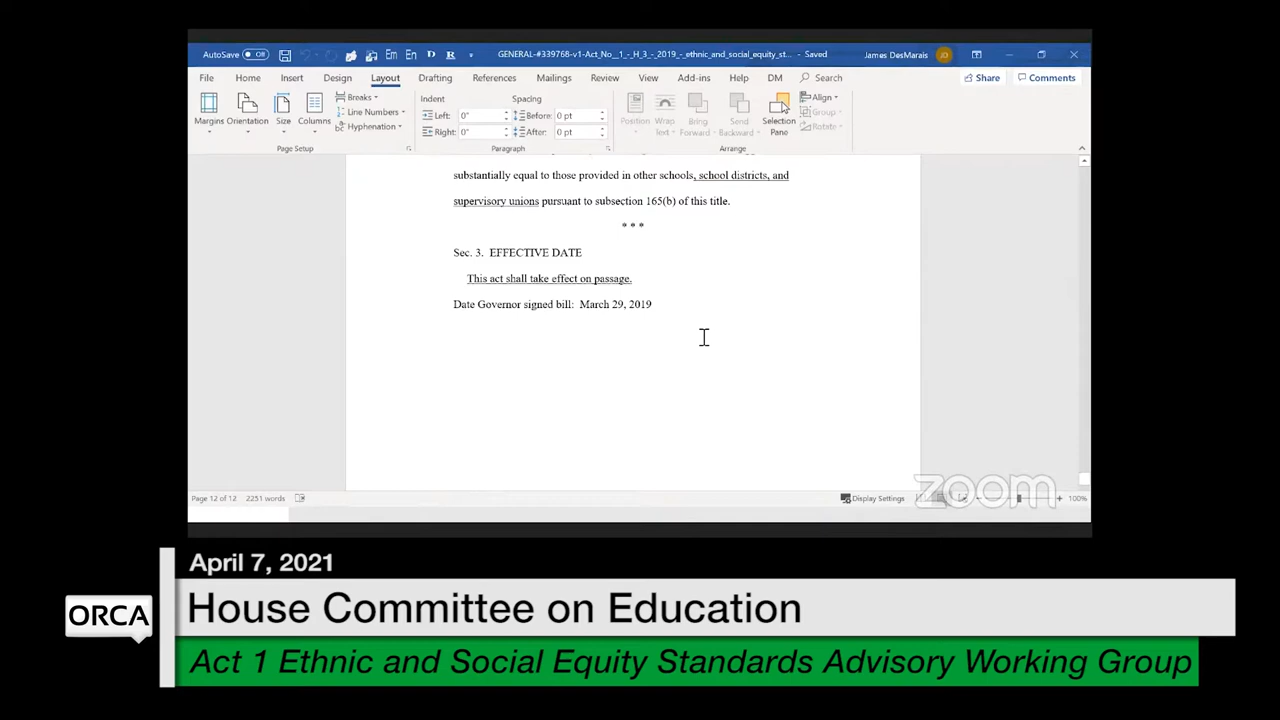 AutoSave Off
GENERAL-#339768-v1-Act_No__1_-_H_3_-_2019_-_ethnic_and_social_equity_st... - Saved
James DesMarais
File Home Insert Design Layout Drafting References Mailings Review View Add-ins Help DM Search Share Comments
Margins Orientation Size Columns
Breaks
Line Numbers
Hyphenation
Page Setup
Indent Spacing
Left: 0" Before: 0 pt
Right: 0" After: 0 pt
Paragraph
Position Wrap Text Bring Forward Send Backward Selection Pane
Align
Group
Rotate
Arrange
substantially equal to those provided in other schools, school districts, and
supervisory unions pursuant to subsection 165(b) of this title.
* * *
Sec. 3. EFFECTIVE DATE
This act shall take effect on passage.
Date Governor signed bill: March 29, 2019
Page 12 of 12 2251 words Display Settings 100%
zoom
April 7, 2021
ORCA
House Committee on Education
Act 1 Ethnic and Social Equity Standards Advisory Working Group